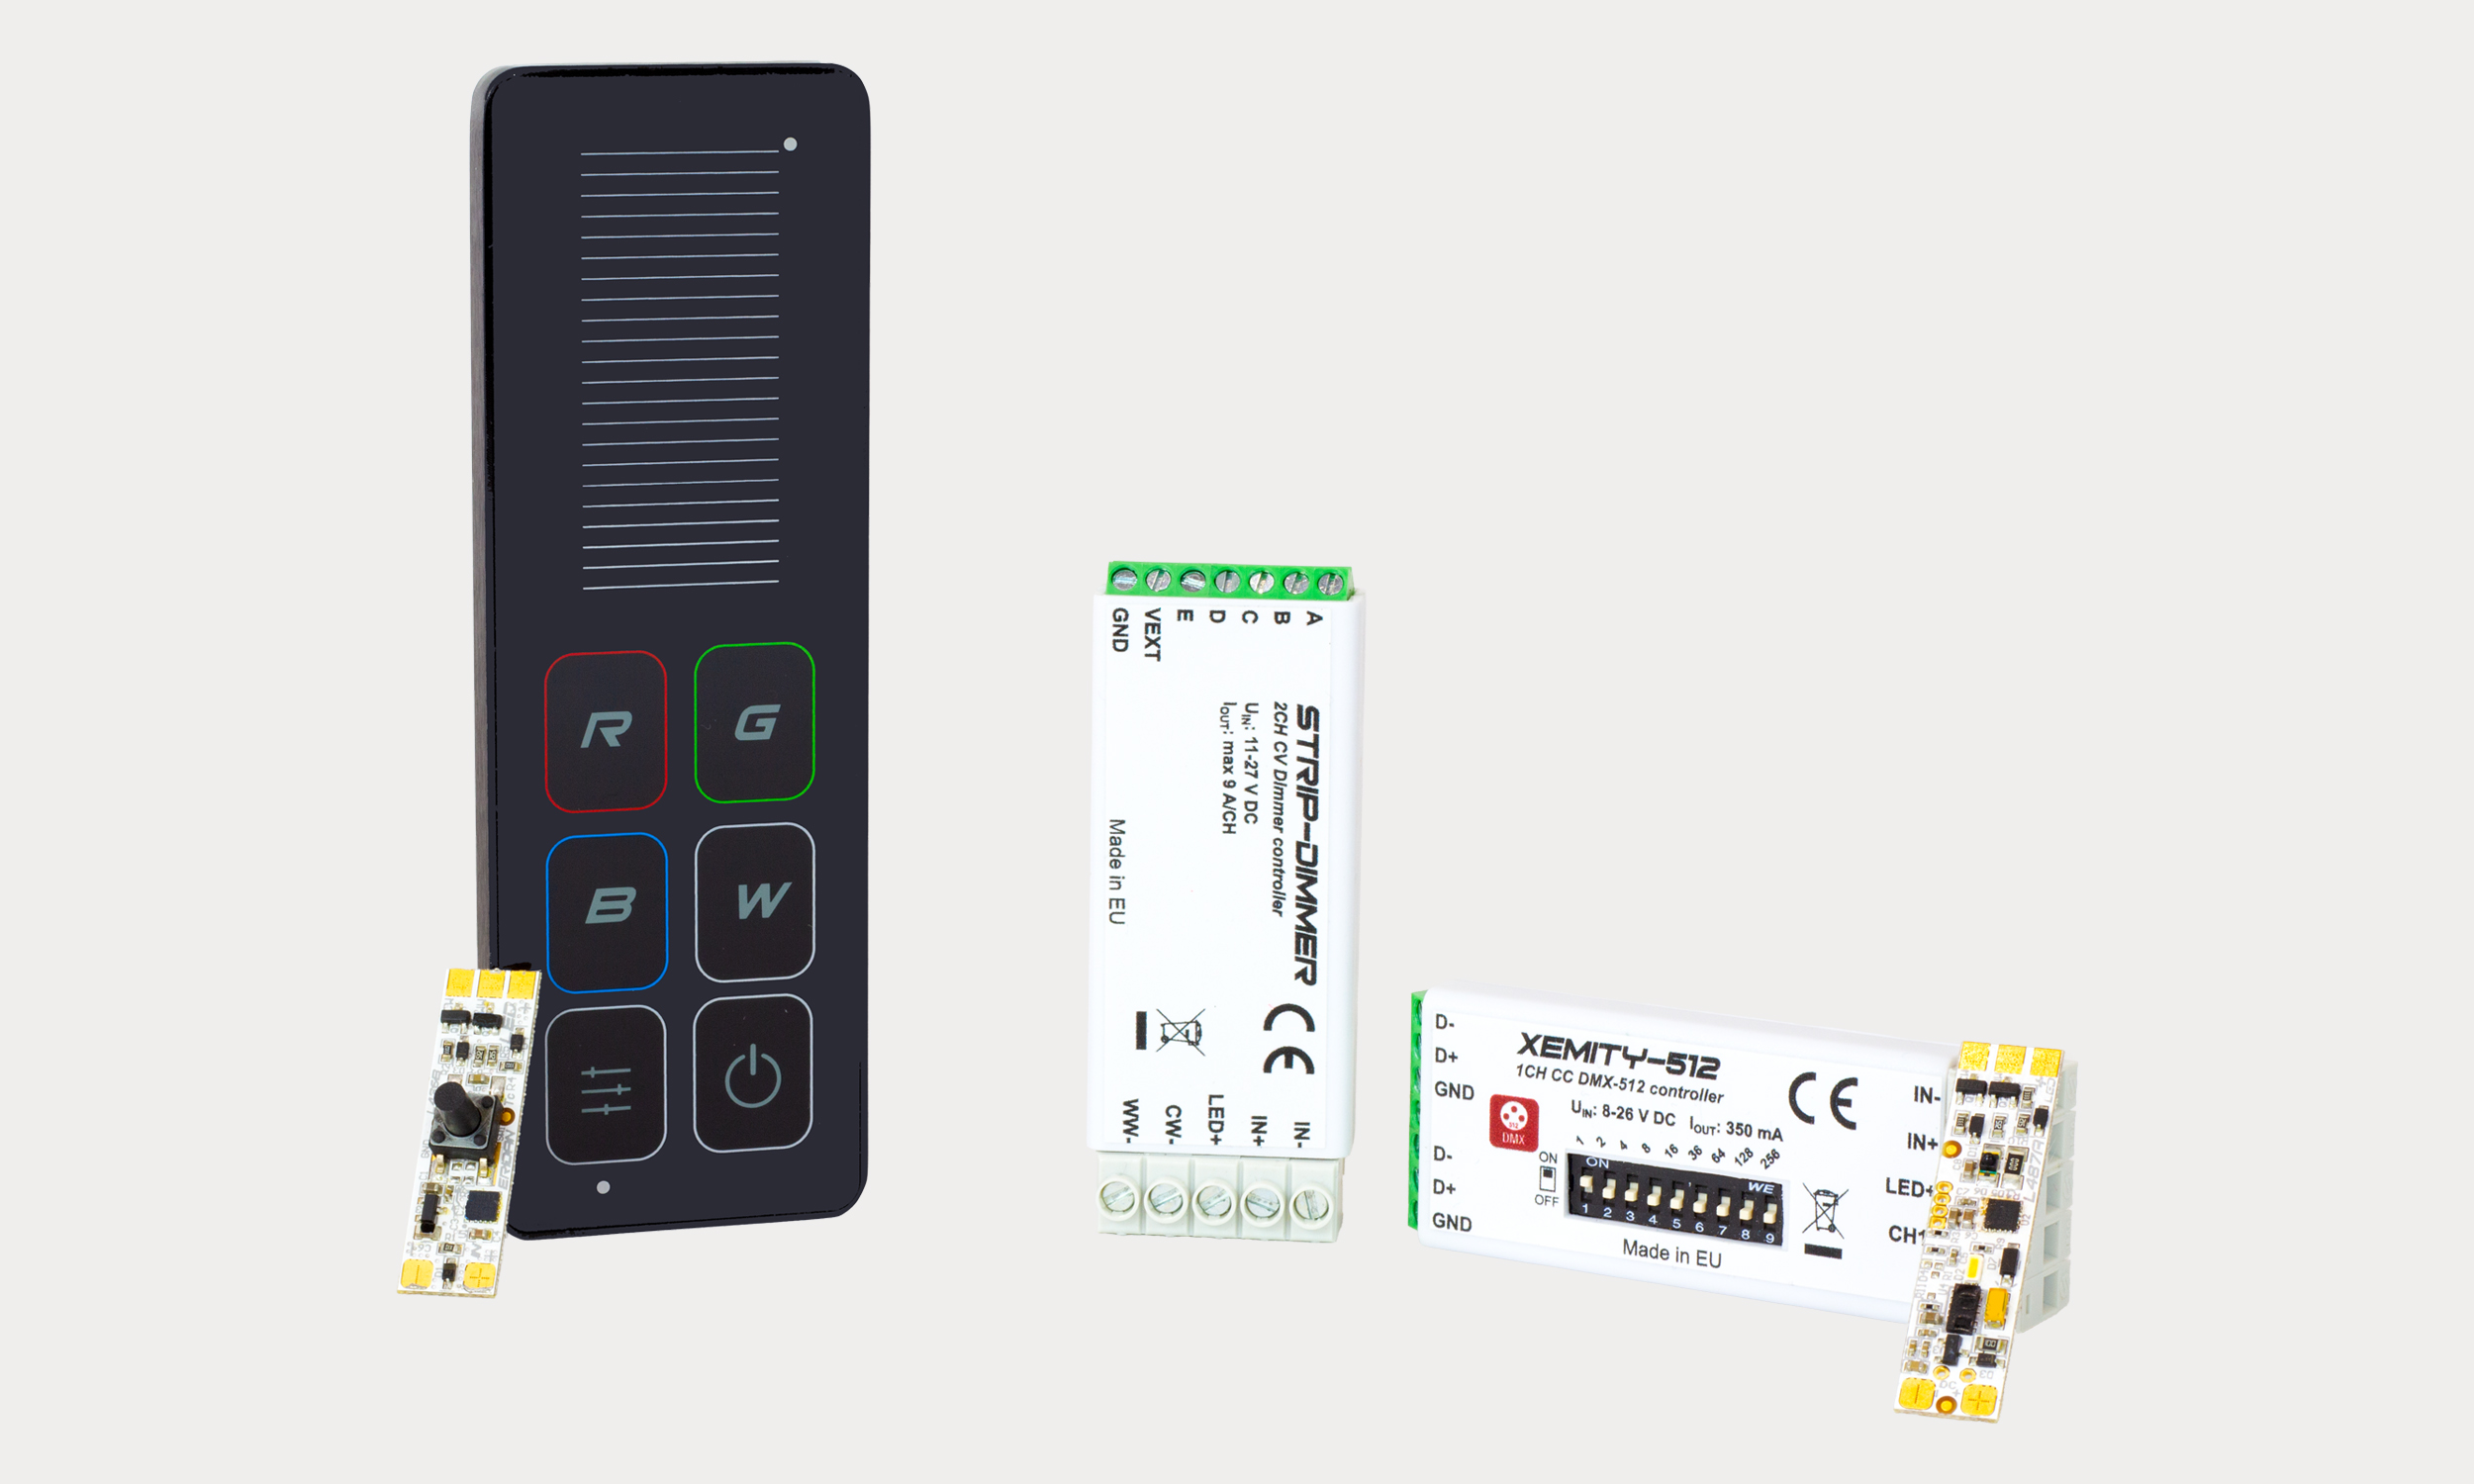 R
G
B
W
GND
VEXT
E
D
C
B
A
STRIP-DIMMER
2CH CV Dimmer controller
UIN: 11-27 V DC
IOUT: max 9 A/CH
Made in EU
CE
WW-
CW-
LED+
IN+
IN-
D-
D+
GND
D-
D+
GND
XEMITY-512
1CH CC DMX-512 controller
UIN: 8-26 V DC IOUT: 350 mA
512
DMX
ON
OFF
1 2 4 8 16 36 64 128 256
ON
WE
1 2 3 4 5 6 7 8 9
Made in EU
CE
IN-
IN+
LED+
CH1